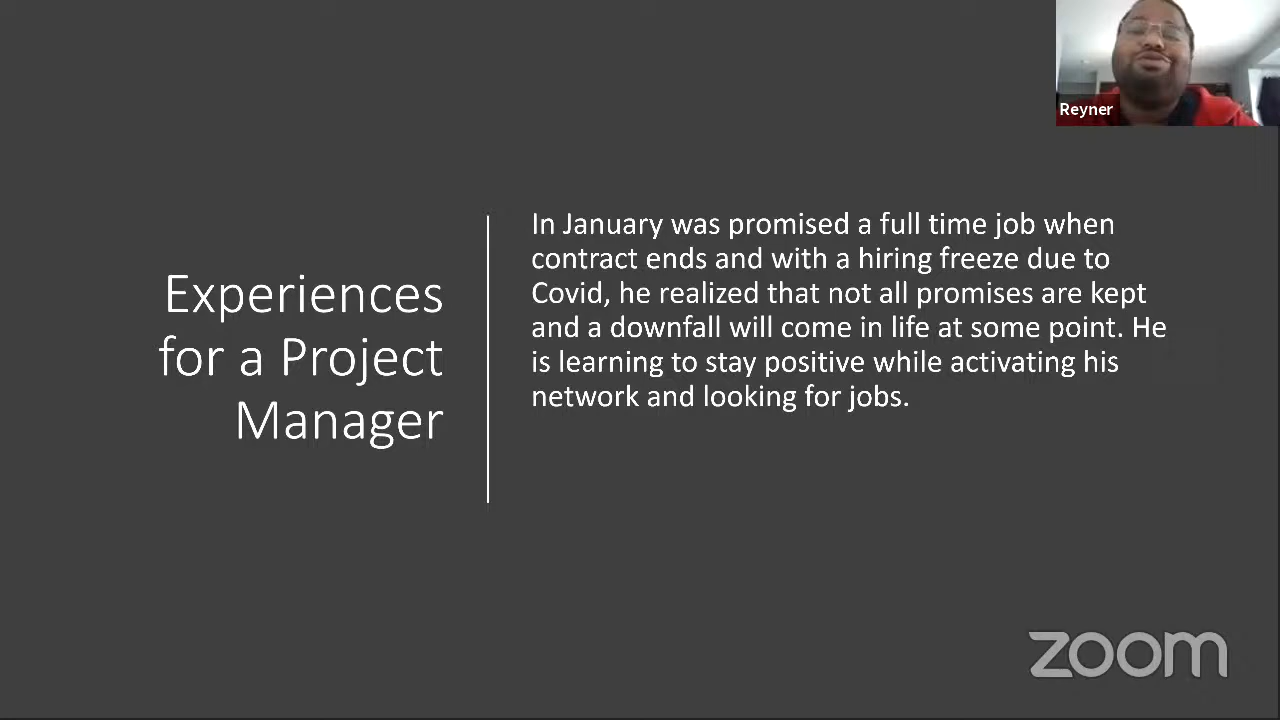 Reyner
Experiences
for a Project
Manager
In January was promised a full time job when
contract ends and with a hiring freeze due to
Covid, he realized that not all promises are kept
and a downfall will come in life at some point. He
is learning to stay positive while activating his
network and looking for jobs.
zoom